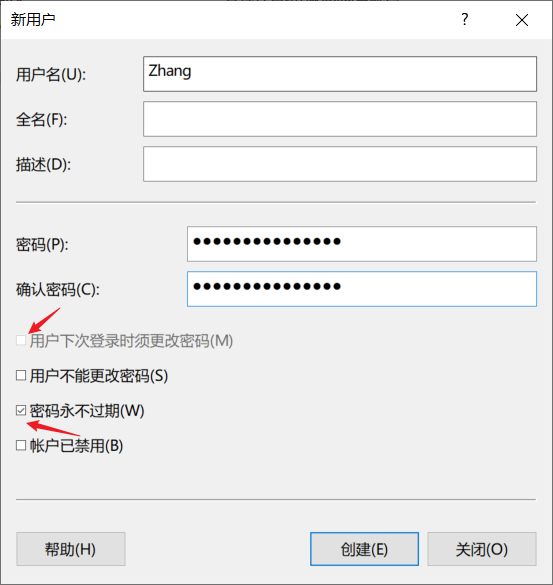 新用户
用户名(U): Zhang
全名(F):
描述(D):
密码(P): ●●●●●●●●●●●●●●●
确认密码(C): ●●●●●●●●●●●●●●●
用户下次登录时须更改密码(M)
用户不能更改密码(S)
密码永不过期(W)
帐户已禁用(B)
帮助(H) 创建(E) 关闭(O)